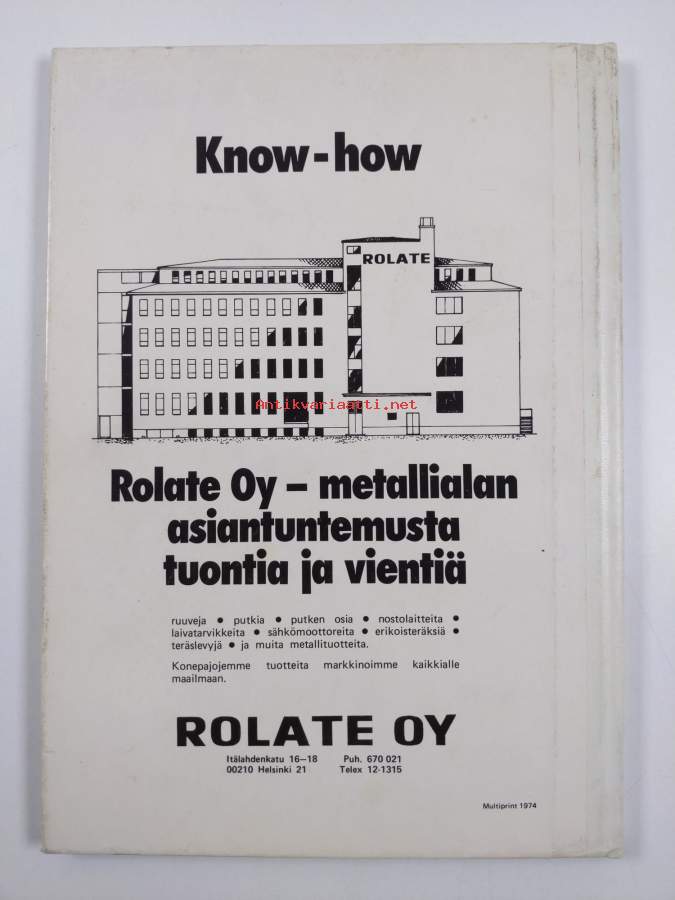 Know-how
ROLATE
Antikvariaatti.net
Rolate Oy – metallialan
asiantuntemusta
tuontia ja vientiä
ruuveja ● putkia ● putken osia ● nostolaitteita ●
laivatarvikkeita ● sähkömoottoreita ● erikoisteräksiä ●
teräslevyjä ● ja muita metallituotteita.
Konepajojemme tuotteita markkinoimme kaikkialle
maailmaan.
ROLATE OY
Itälahdenkatu 16–18 Puh. 670 021
00210 Helsinki 21 Telex 12-1315
Multiprint 1974